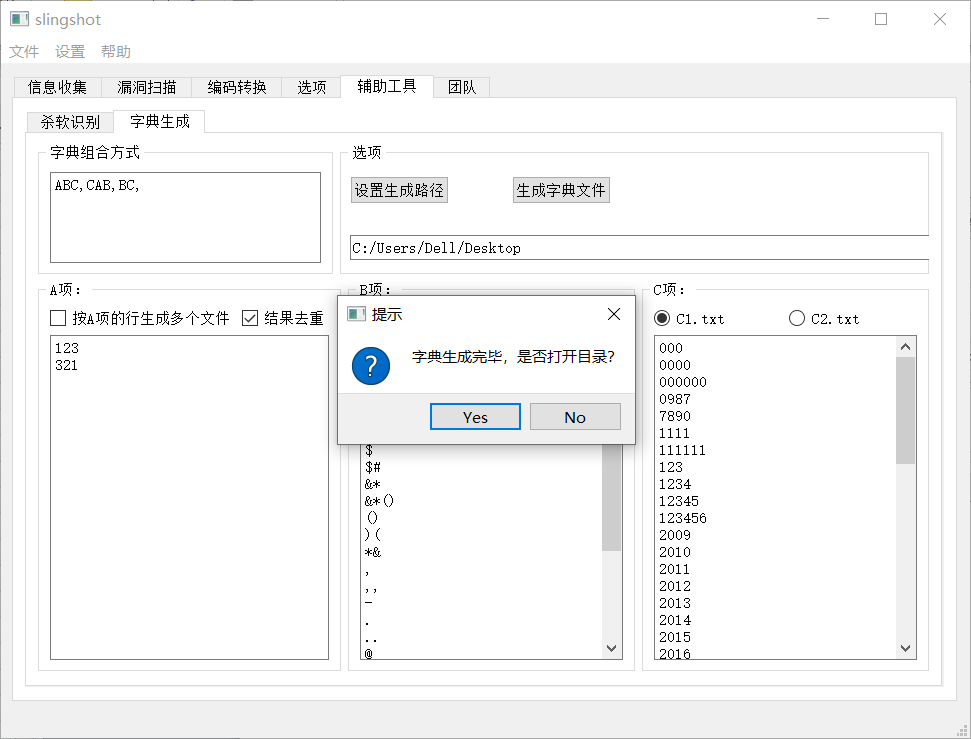 slingshot
文件 设置 帮助
信息收集 漏洞扫描 编码转换 选项 辅助工具 团队
杀软识别 字典生成
字典组合方式
ABC,CAB,BC,
选项
设置生成路径 生成字典文件
C:/Users/Dell/Desktop
A项：
按A项的行生成多个文件 结果去重
123
321
B项：
$
$#
&*
&*()
()
)(
*&
,
,,
-
.
..
@
C项：
C1.txt C2.txt
000
0000
000000
0987
7890
1111
111111
123
1234
12345
123456
2009
2010
2011
2012
2013
2014
2015
2016
提示
字典生成完毕，是否打开目录?
Yes No